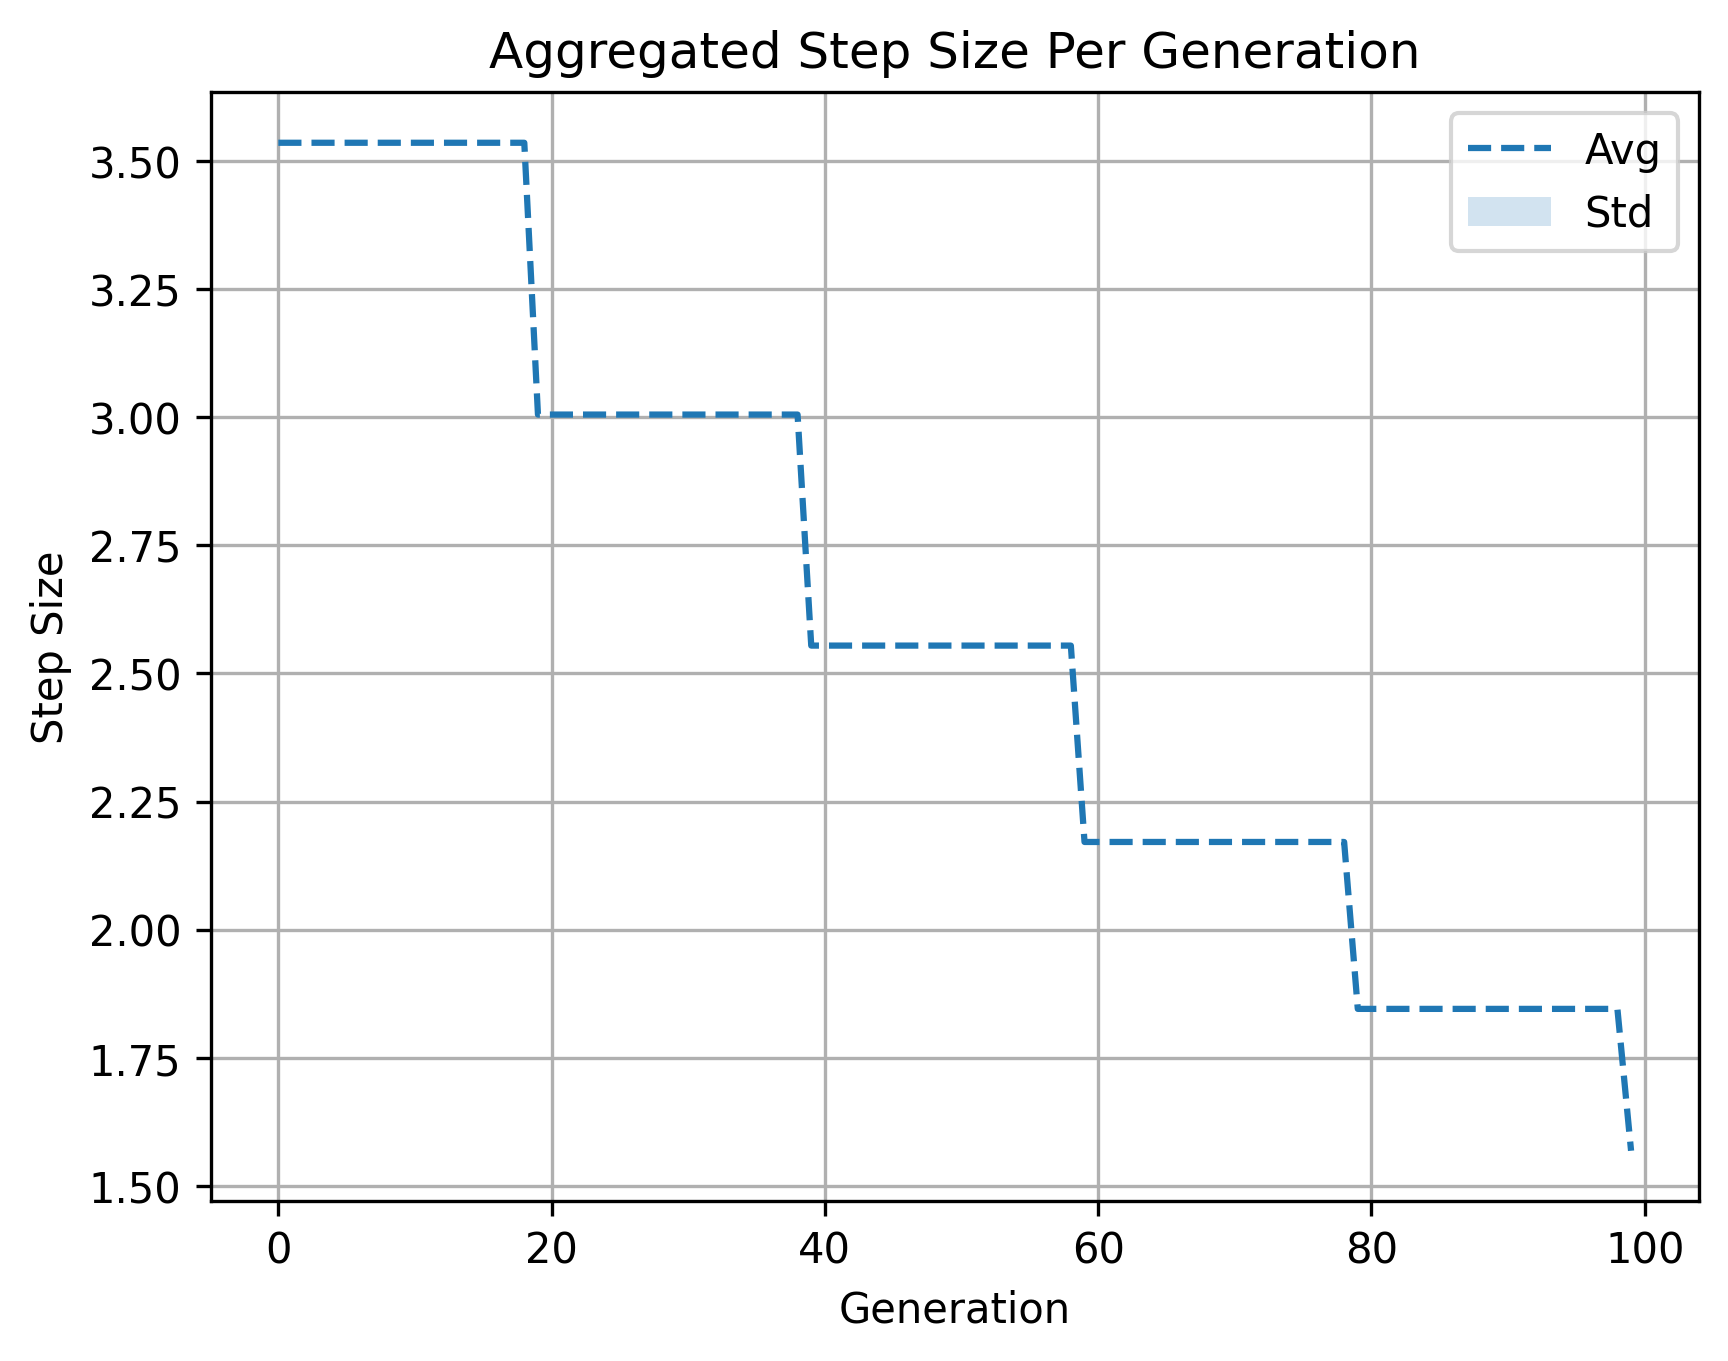 Aggregated Step Size Per Generation
Avg
Std
3.50
3.25
3.00
2.75
2.50
2.25
2.00
1.75
1.50
Step Size
0 20 40 60 80 100
Generation